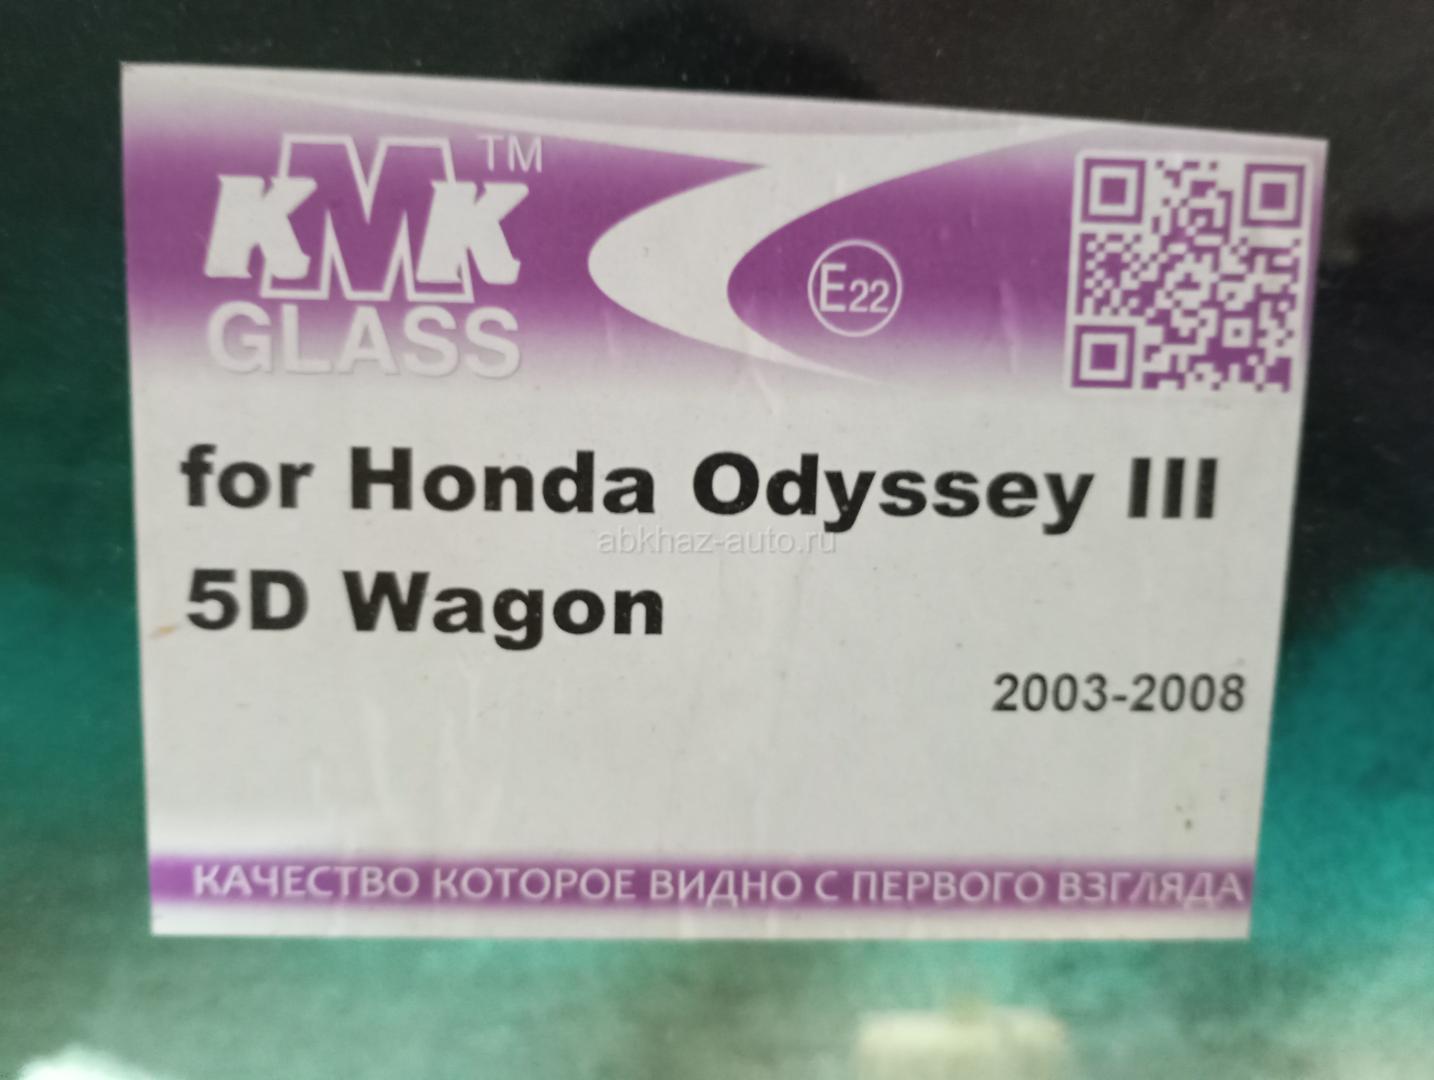 KMK™
GLASS
E22
for Honda Odyssey III
abkhaz-auto.ru
5D Wagon
2003-2008
КАЧЕСТВО КОТОРОЕ ВИДНО С ПЕРВОГО ВЗГЛЯДА